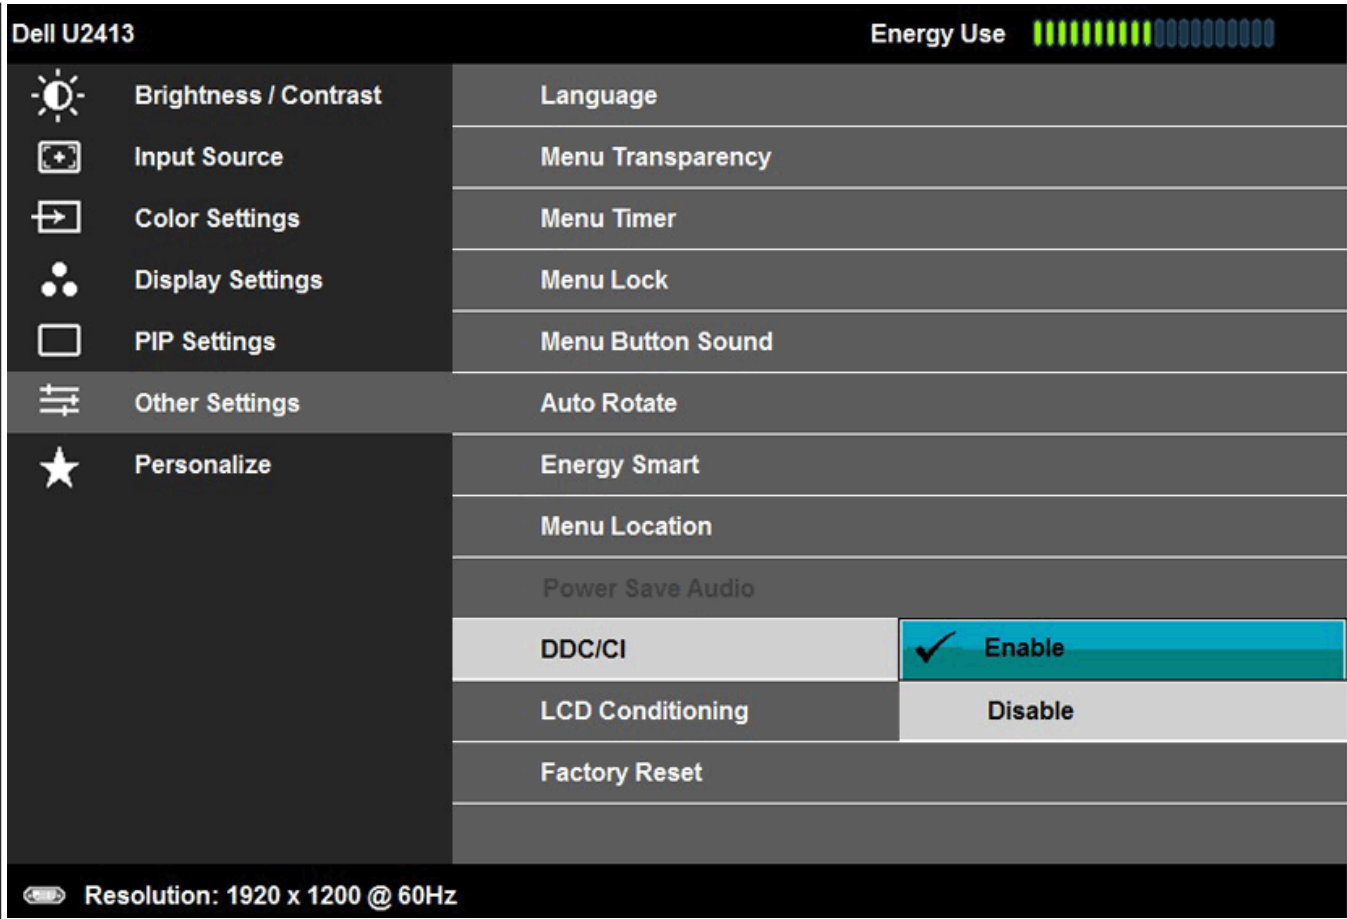 Dell U2413 Energy Use
Brightness / Contrast
Input Source
Color Settings
Display Settings
PIP Settings
Other Settings
Personalize
Language
Menu Transparency
Menu Timer
Menu Lock
Menu Button Sound
Auto Rotate
Energy Smart
Menu Location
Power Save Audio
DDC/CI
Enable
Disable
LCD Conditioning
Factory Reset
Resolution: 1920 x 1200 @ 60Hz